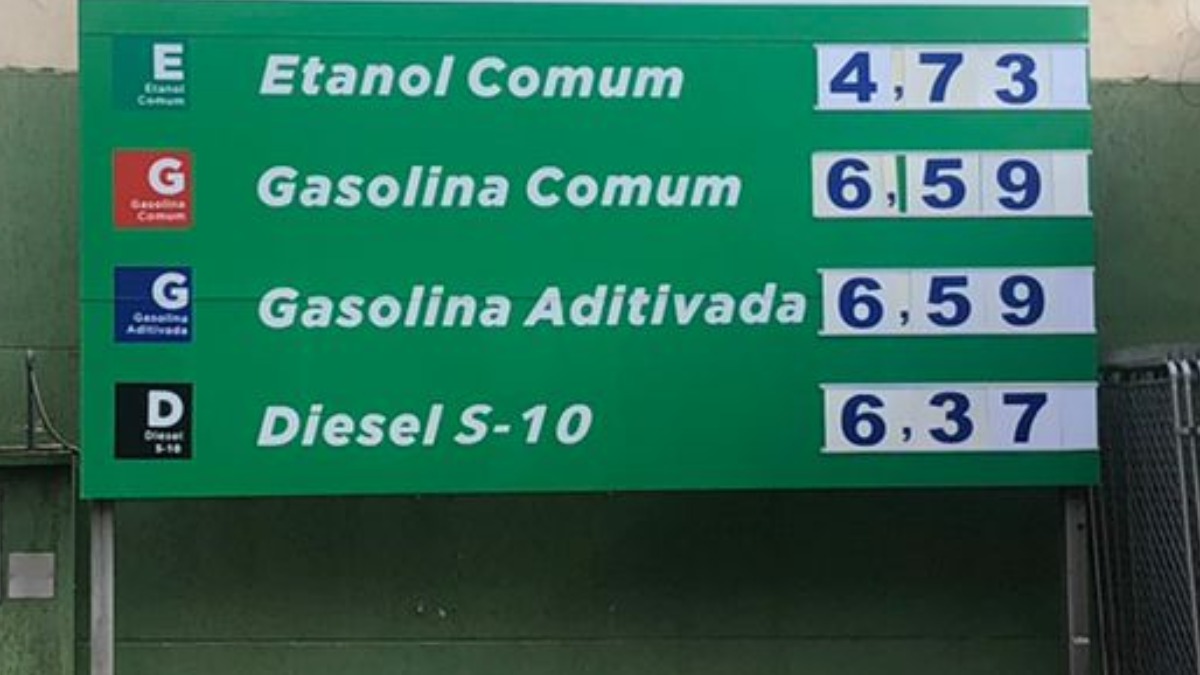 E
Etanol
Comum
Etanol Comum 4,73
G
Gasolina
Comum
Gasolina Comum 6,59
G
Gasolina
Aditivada
Gasolina Aditivada 6,59
D
Diesel
S-10
Diesel S-10 6,37